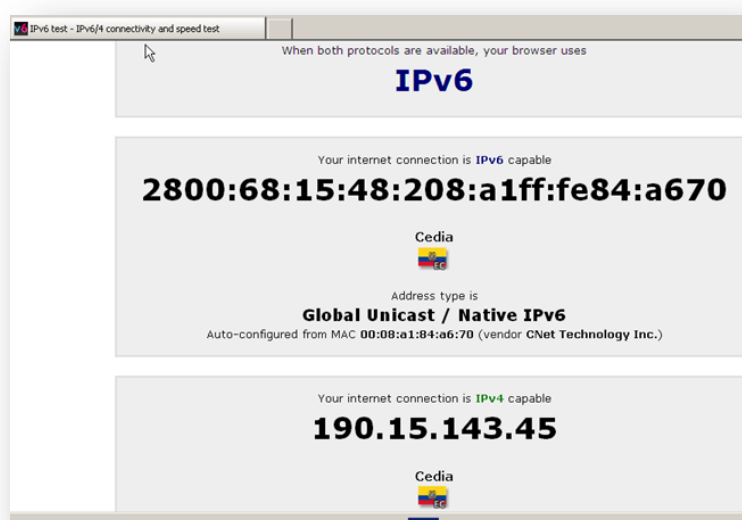 v6 IPv6 test - IPv6/4 connectivity and speed test
When both protocols are available, your browser uses
IPv6
Your internet connection is IPv6 capable
2800:68:15:48:208:a1ff:fe84:a670
Cedia
EC
Address type is
Global Unicast / Native IPv6
Auto-configured from MAC 00:08:a1:84:a6:70 (vendor CNet Technology Inc.)
Your internet connection is IPv4 capable
190.15.143.45
Cedia
EC